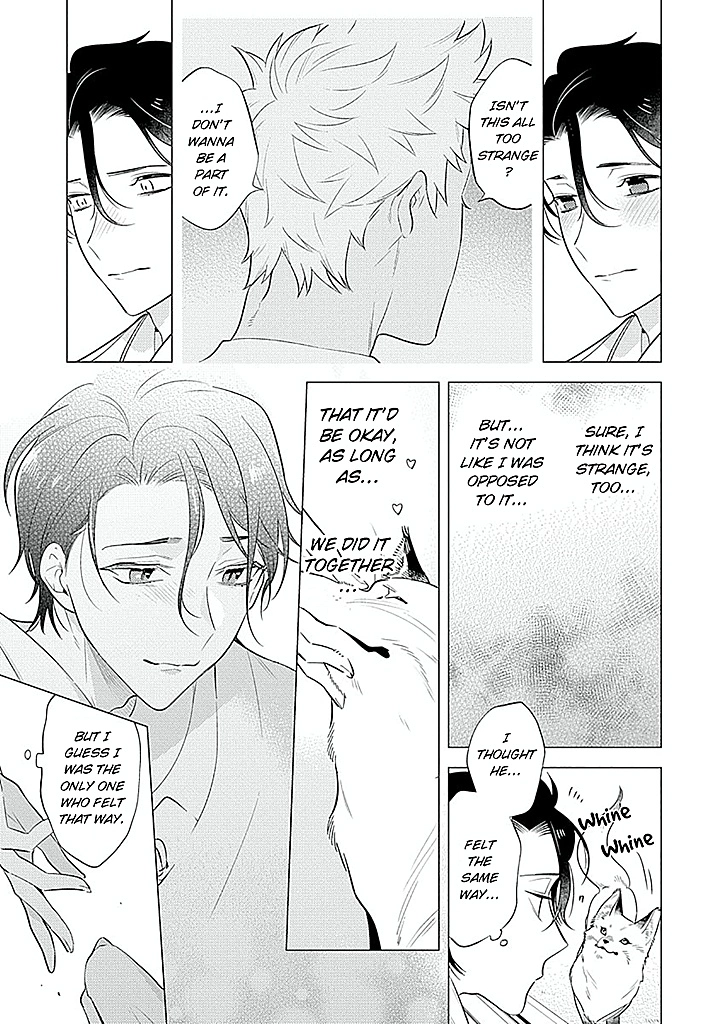 ISN'T
THIS ALL
TOO
STRANGE
?
...I
DON'T
WANNA
BE A
PART
OF IT.
SURE, I
THINK IT'S
STRANGE,
TOO...
BUT...
IT'S NOT
LIKE I WAS
OPPOSED
TO IT...
THAT IT'D
BE OKAY,
AS LONG
AS...
WE DID IT
TOGETHER
...
I
THOUGHT
HE...
FELT
THE
SAME
WAY...
Whine
Whine
BUT I
GUESS I
WAS THE
ONLY ONE
WHO FELT
THAT WAY.